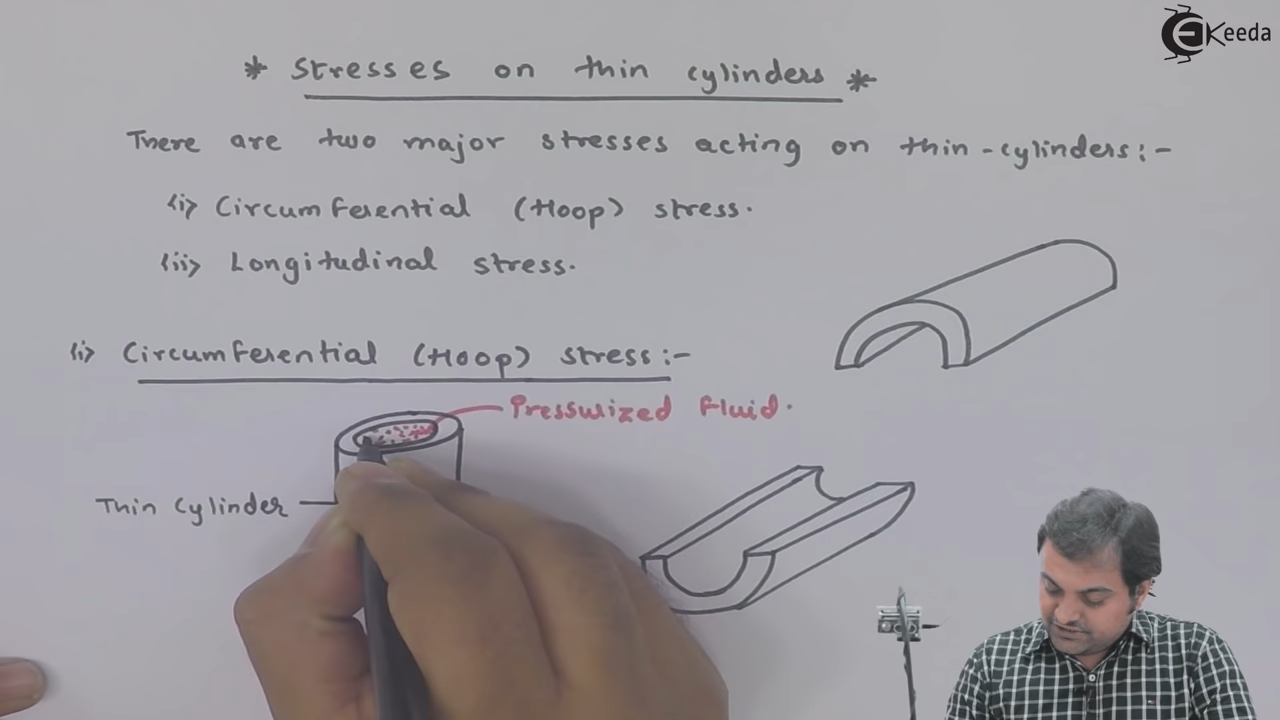 EKeeda
* Stresses on thin cylinders *
There are two major stresses acting on thin-cylinders:-
(i) Circumferential (Hoop) stress.
(ii) Longitudinal stress.
(i) Circumferential (Hoop) stress:-
Pressurized fluid.
Thin Cylinder